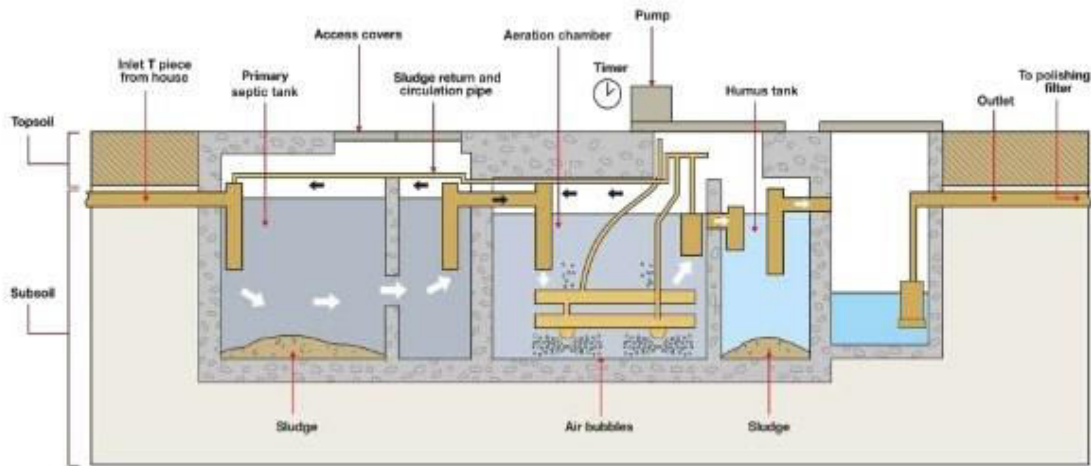 Pump
Access covers
Aeration chamber
Inlet T piece
from house
Primary
septic tank
Sludge return and
circulation pipe
Timer
Humus tank
To polishing
filter
Outlet
Topsoil
Subsoil
Sludge
Air bubbles
Sludge